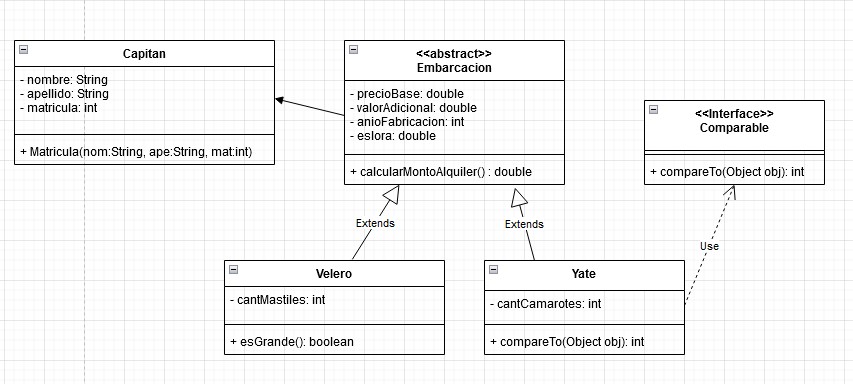 Capitan
- nombre: String
- apellido: String
- matricula: int
+ Matricula(nom:String, ape:String, mat:int)
<<abstract>>
Embarcacion
- precioBase: double
- valorAdicional: double
- anioFabricacion: int
- eslora: double
+ calcularMontoAlquiler() : double
<<Interface>>
Comparable
+ compareTo(Object obj): int
Extends
Extends
Use
Velero
- cantMastiles: int
+ esGrande(): boolean
Yate
- cantCamarotes: int
+ compareTo(Object obj): int